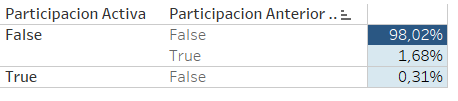 Participacion Activa Participacion Anterior ..
False False 98,02%
True 1,68%
True False 0,31%